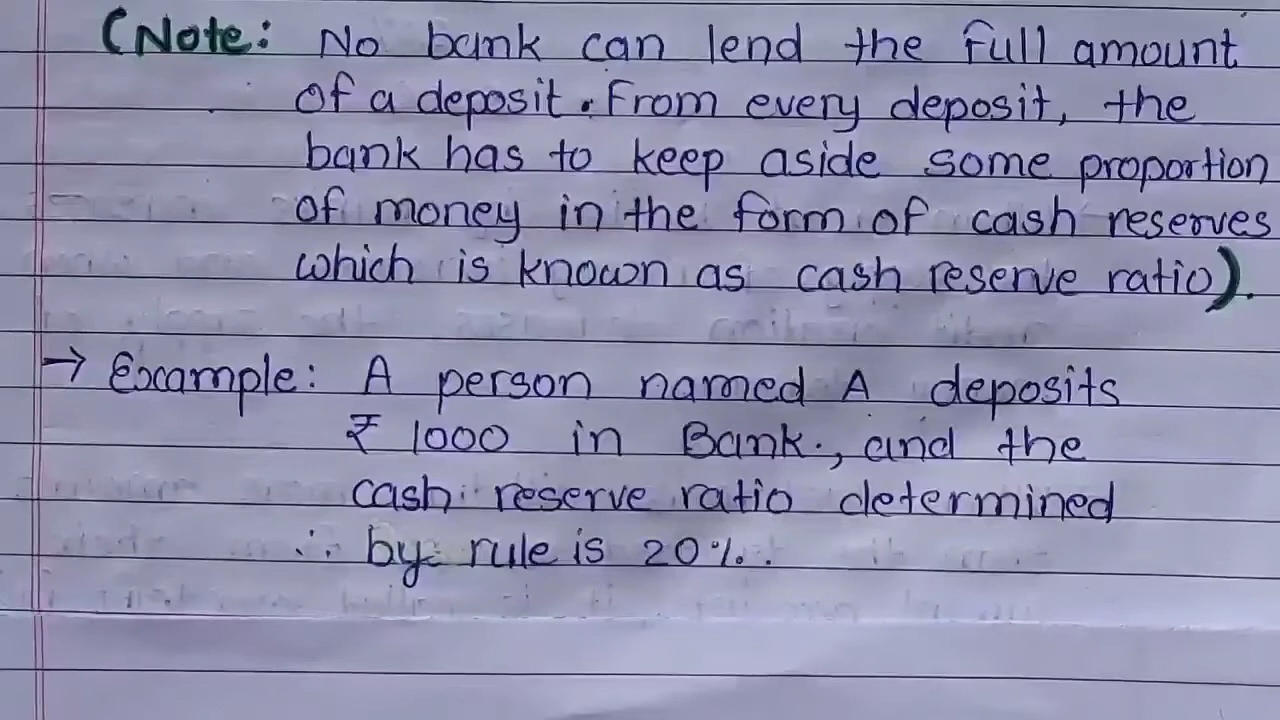 (Note: No bank can lend the full amount
of a deposit. From every deposit, the
bank has to keep aside some proportion
of money in the form of cash reserves
which is known as cash reserve ratio).
→ Example: A person named A deposits
₹ 1000 in Bank., and the
cash reserve ratio determined
by rule is 20%.